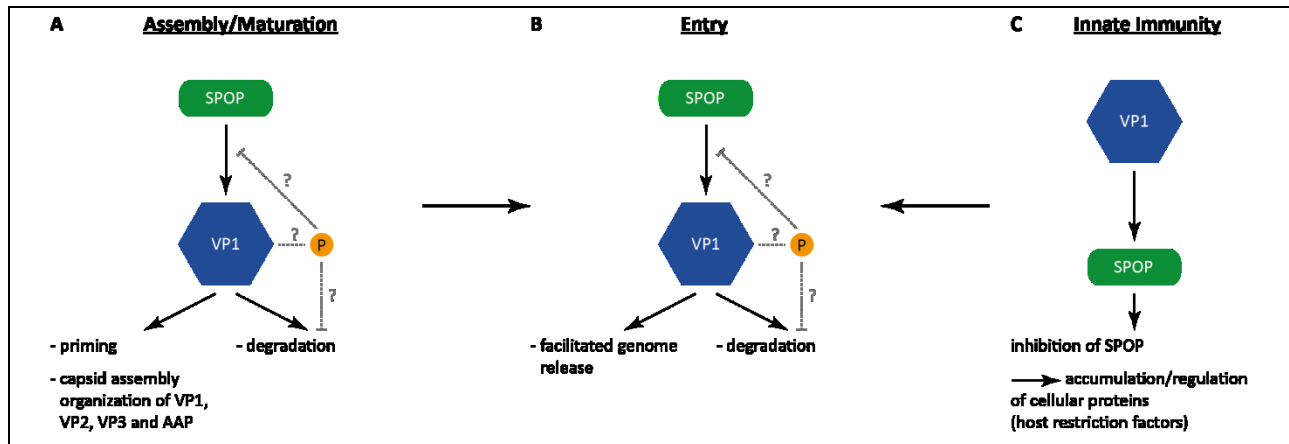 A Assembly/Maturation
SPOP
?
VP1
?
P
?
- priming
- degradation
- capsid assembly
organization of VP1,
VP2, VP3 and AAP
B Entry
SPOP
?
VP1
?
P
?
- facilitated genome
release
- degradation
C Innate Immunity
VP1
SPOP
inhibition of SPOP
accumulation/regulation
of cellular proteins
(host restriction factors)